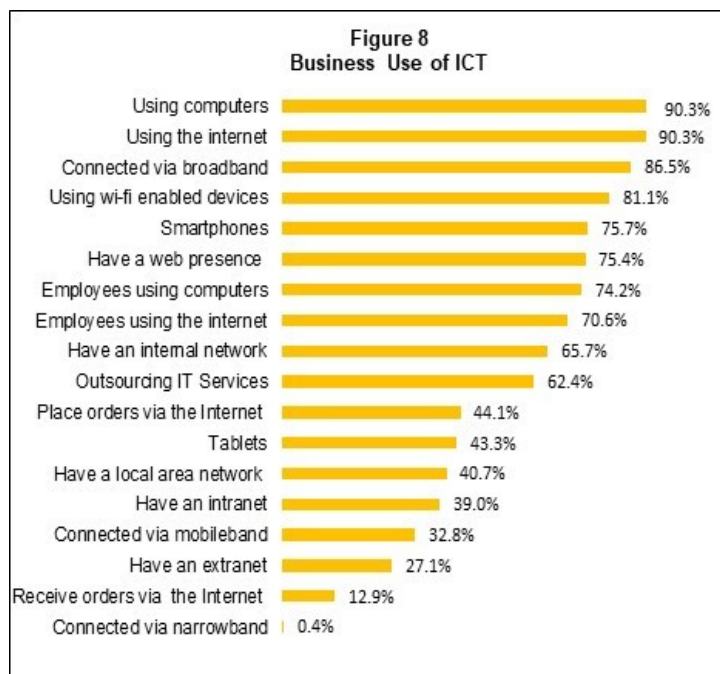 Figure 8
Business Use of ICT
Using computers 90.3%
Using the internet 90.3%
Connected via broadband 86.5%
Using wi-fi enabled devices 81.1%
Smartphones 75.7%
Have a web presence 75.4%
Employees using computers 74.2%
Employees using the internet 70.6%
Have an internal network 65.7%
Outsourcing IT Services 62.4%
Place orders via the Internet 44.1%
Tablets 43.3%
Have a local area network 40.7%
Have an intranet 39.0%
Connected via mobileband 32.8%
Have an extranet 27.1%
Receive orders via the Internet 12.9%
Connected via narrowband 0.4%